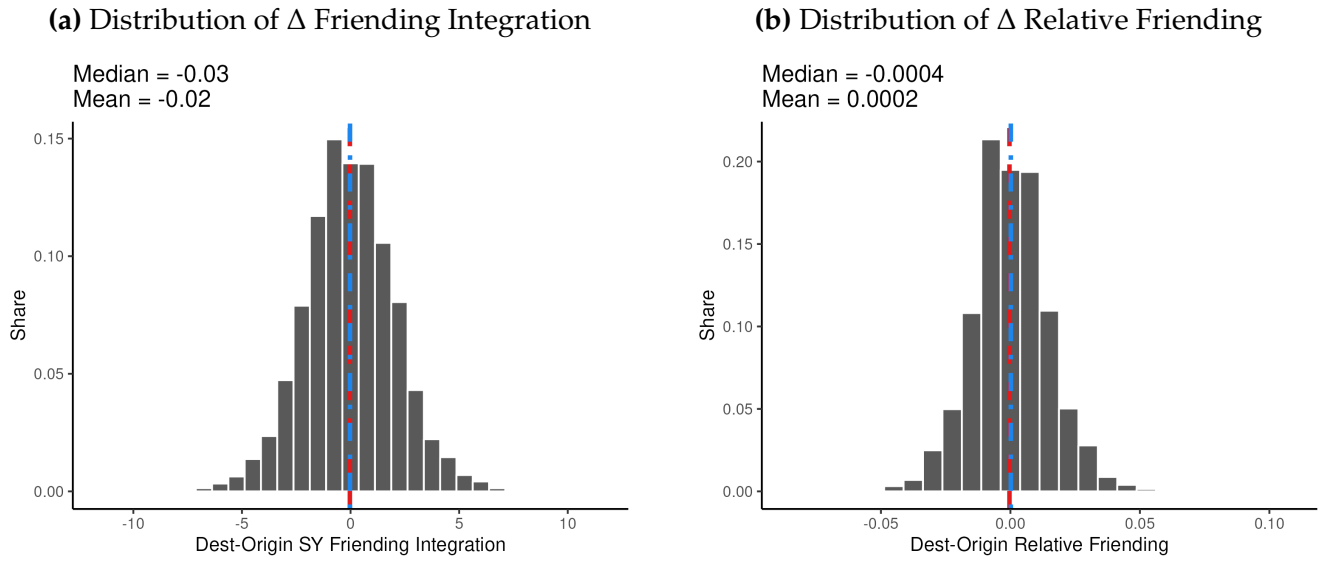 (a) Distribution of Δ Friending Integration
Median = -0.03
Mean = -0.02
0.15
0.10
0.05
0.00
Share
-10 -5 0 5 10
Dest-Origin SY Friending Integration
(b) Distribution of Δ Relative Friending
Median = -0.0004
Mean = 0.0002
0.20
0.15
0.10
0.05
0.00
Share
-0.05 0.00 0.05 0.10
Dest-Origin Relative Friending